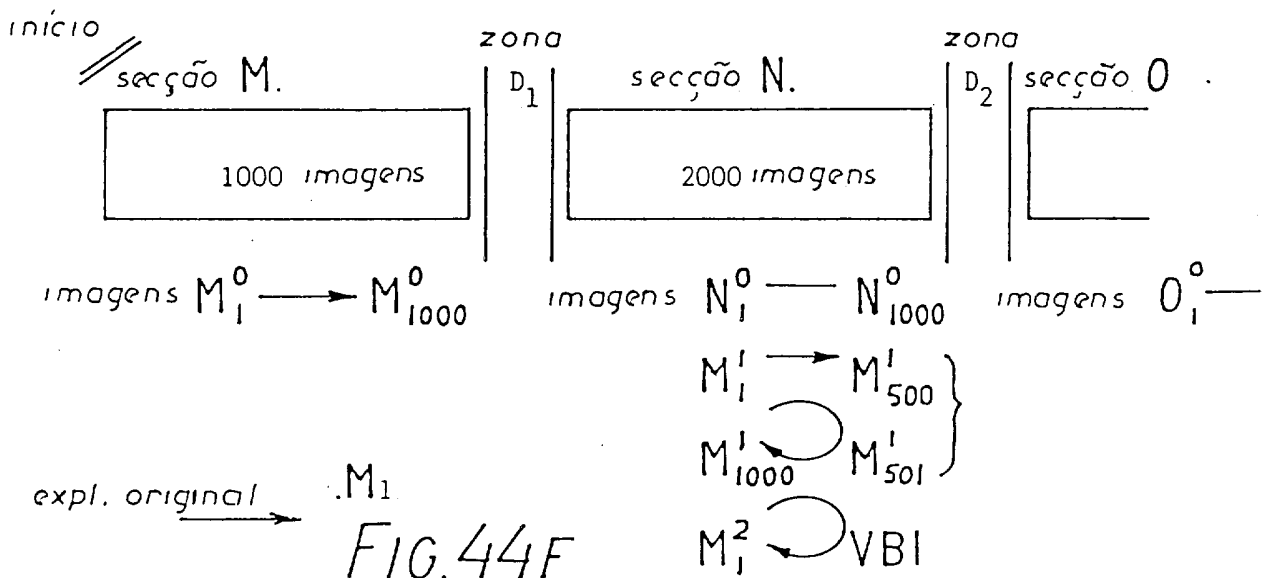 início
zona
zona
secção M.
D1
secção N.
D2
secção O
1000 imagens
2000 imagens
imagens M⁰₁ → M⁰₁₀₀₀
imagens N⁰₁ — N⁰₁₀₀₀
imagens O⁰₁ —
M¹₁ → M¹₅₀₀
M¹₁₀₀₀ M¹₅₀₁
expl. original → .M1
M²₁ VBI
FIG.44F